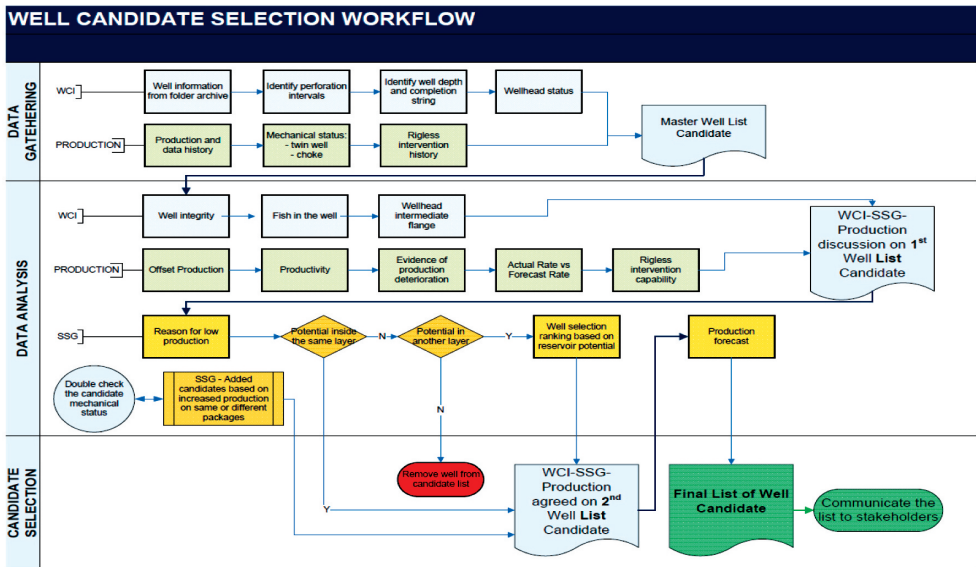 WELL CANDIDATE SELECTION WORKFLOW
DATA
GATEHERING
WCI
Well information
from folder archive
Identify perforation
intervals
Identify well depth
and completion
string
Wellhead status
PRODUCTION
Production and
data history
Mechanical status:
- twin well
- choke
Rigless
intervention history
Master Well List
Candidate
DATA ANALYSIS
WCI
Well integrity
Fish in the well
Wellhead
intermediate
flange
WCI-SSG-
Production
discussion on 1st
Well List
Candidate
PRODUCTION
Offset Production
Productivity
Evidence of
production
deterioration
Actual Rate vs
Forecast Rate
Rigless
intervention
capability
SSG
Reason for low
production
Potential inside
the same layer
N
Potential in
another layer
Y
Well selection
ranking based on
reservoir potential
Production
forecast
Double check
the candidate
mechanical
status
SSG - Added
candidates based on
increased production
on same or different
packages
N
CANDIDATE
SELECTION
Remove well from
candidate list
Y
WCI-SSG-
Production
agreed on 2nd
Well List
Candidate
Final List of Well
Candidate
Communicate the
list to stakeholders